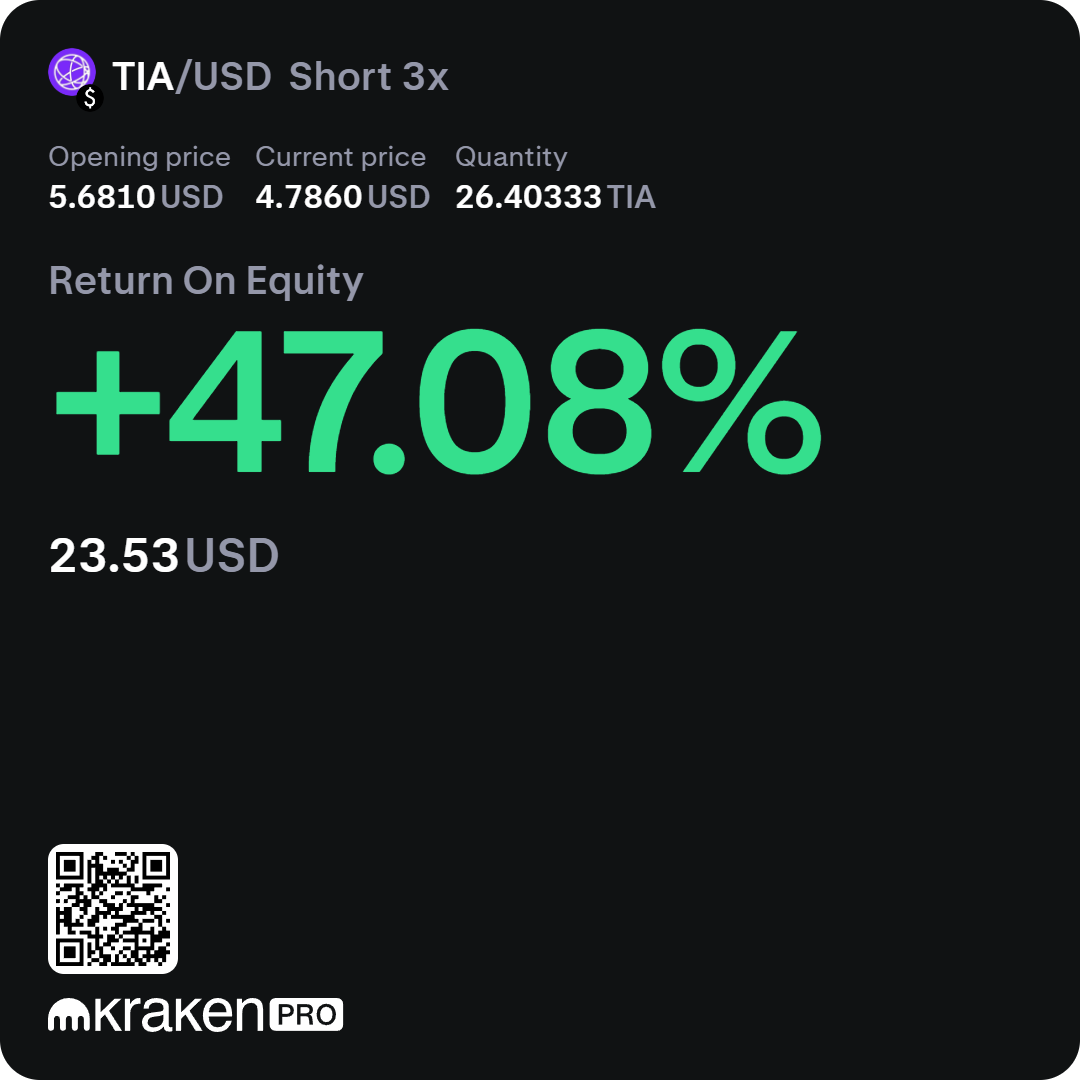 TIA/USD Short 3x
$
Opening price Current price Quantity
5.6810 USD 4.7860 USD 26.40333 TIA
Return On Equity
+47.08%
23.53 USD
kraken PRO